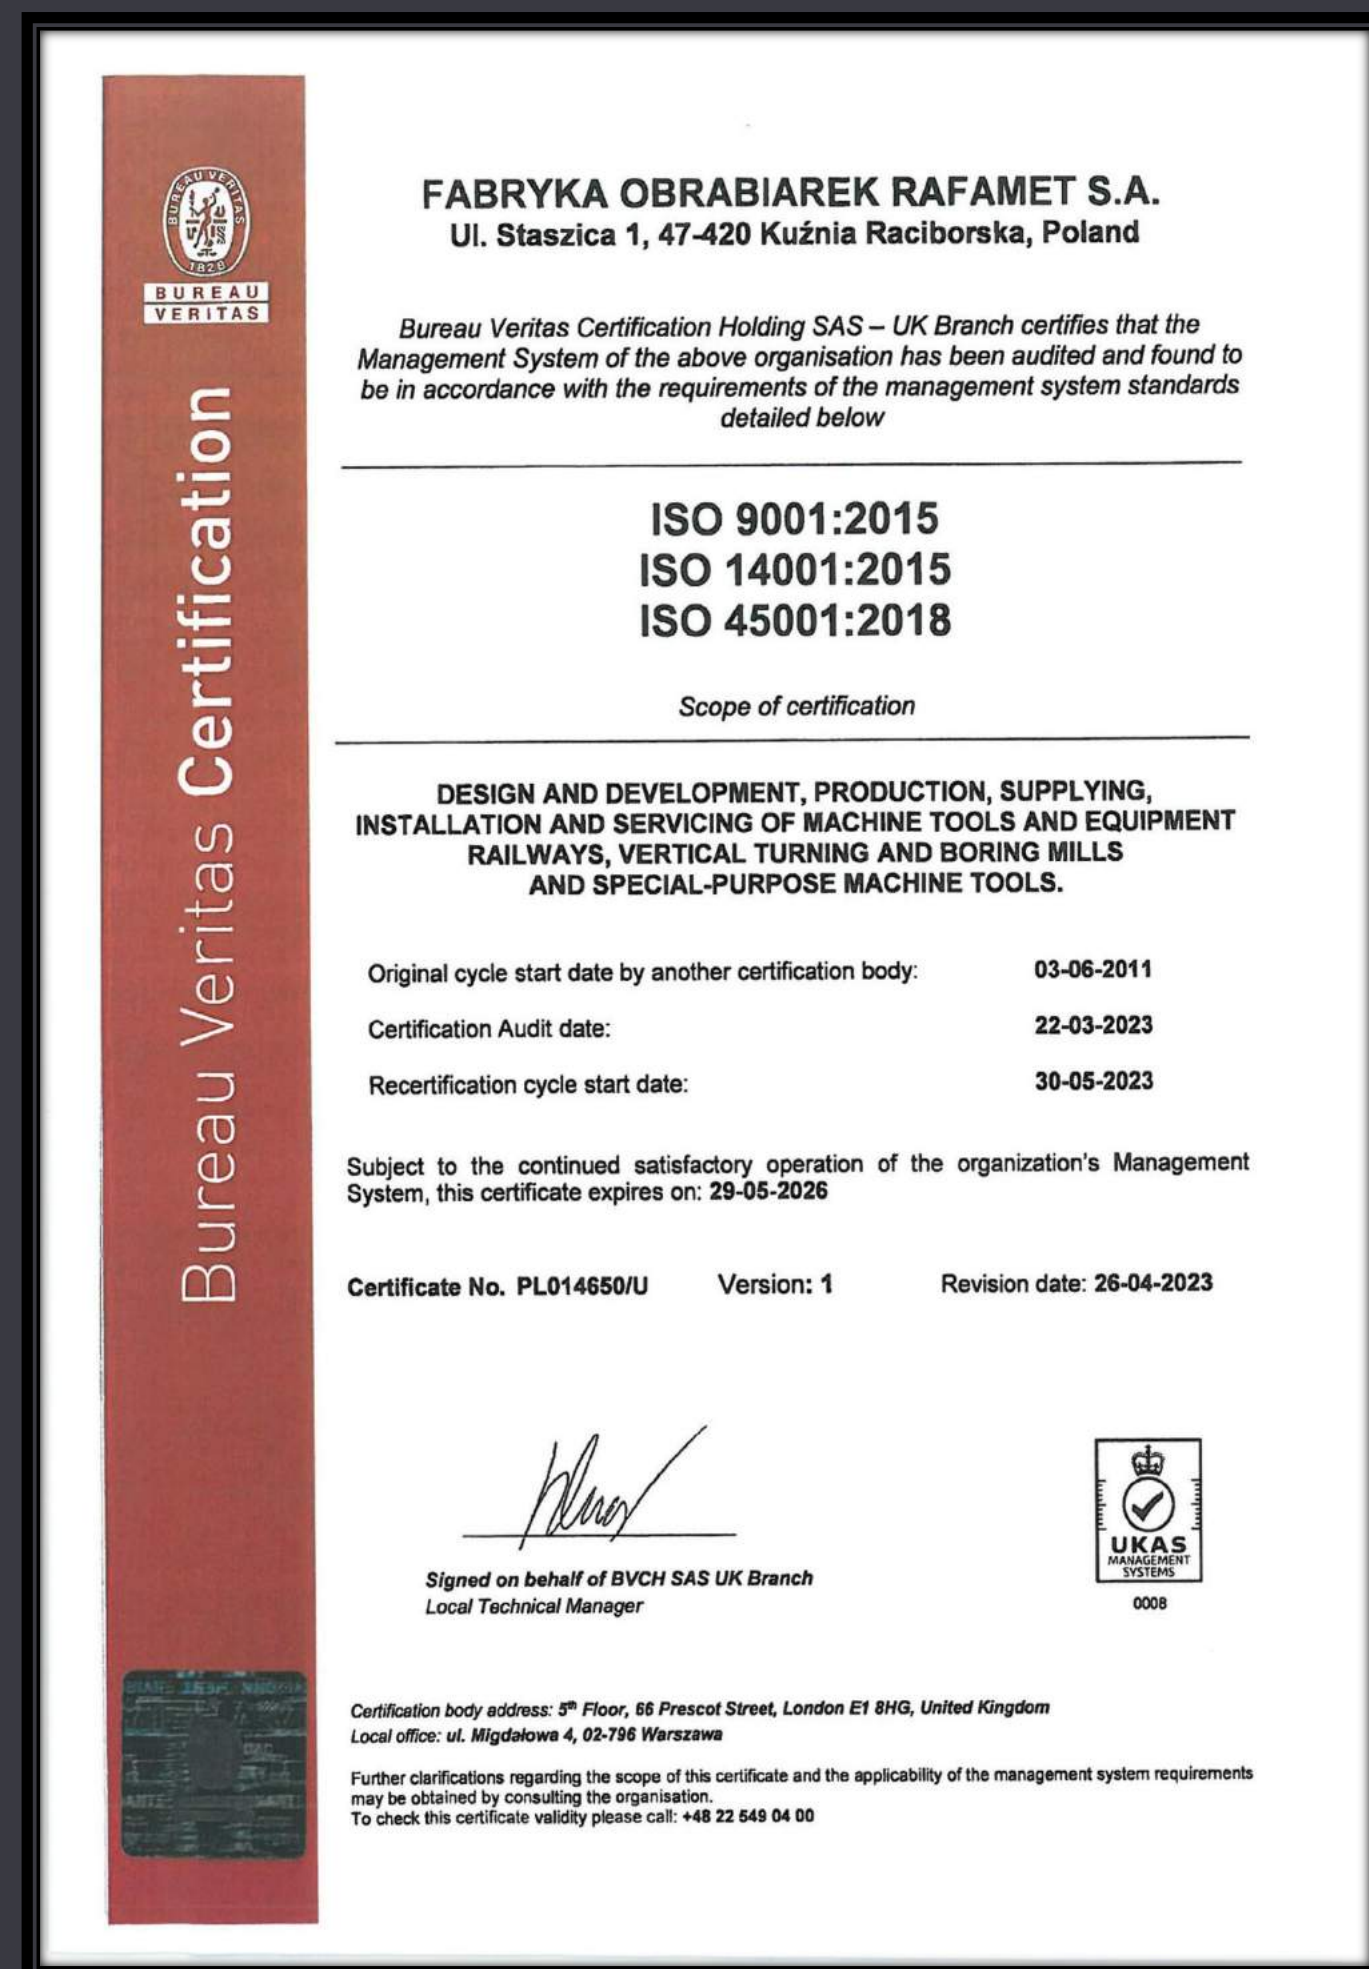 BUREAU VERITAS
1828
BUREAU
VERITAS
Bureau Veritas Certification
FABRYKA OBRABIAREK RAFAMET S.A.
Ul. Staszica 1, 47-420 Kuźnia Raciborska, Poland
Bureau Veritas Certification Holding SAS – UK Branch certifies that the
Management System of the above organisation has been audited and found to
be in accordance with the requirements of the management system standards
detailed below
ISO 9001:2015
ISO 14001:2015
ISO 45001:2018
Scope of certification
DESIGN AND DEVELOPMENT, PRODUCTION, SUPPLYING,
INSTALLATION AND SERVICING OF MACHINE TOOLS AND EQUIPMENT
RAILWAYS, VERTICAL TURNING AND BORING MILLS
AND SPECIAL-PURPOSE MACHINE TOOLS.
Original cycle start date by another certification body: 03-06-2011
Certification Audit date: 22-03-2023
Recertification cycle start date: 30-05-2023
Subject to the continued satisfactory operation of the organization's Management
System, this certificate expires on: 29-05-2026
Certificate No. PL014650/U Version: 1 Revision date: 26-04-2023
Signed on behalf of BVCH SAS UK Branch
Local Technical Manager
UKAS
MANAGEMENT
SYSTEMS
0008
Certification body address: 5th Floor, 66 Prescot Street, London E1 8HG, United Kingdom
Local office: ul. Migdałowa 4, 02-796 Warszawa
Further clarifications regarding the scope of this certificate and the applicability of the management system requirements
may be obtained by consulting the organisation.
To check this certificate validity please call: +48 22 549 04 00